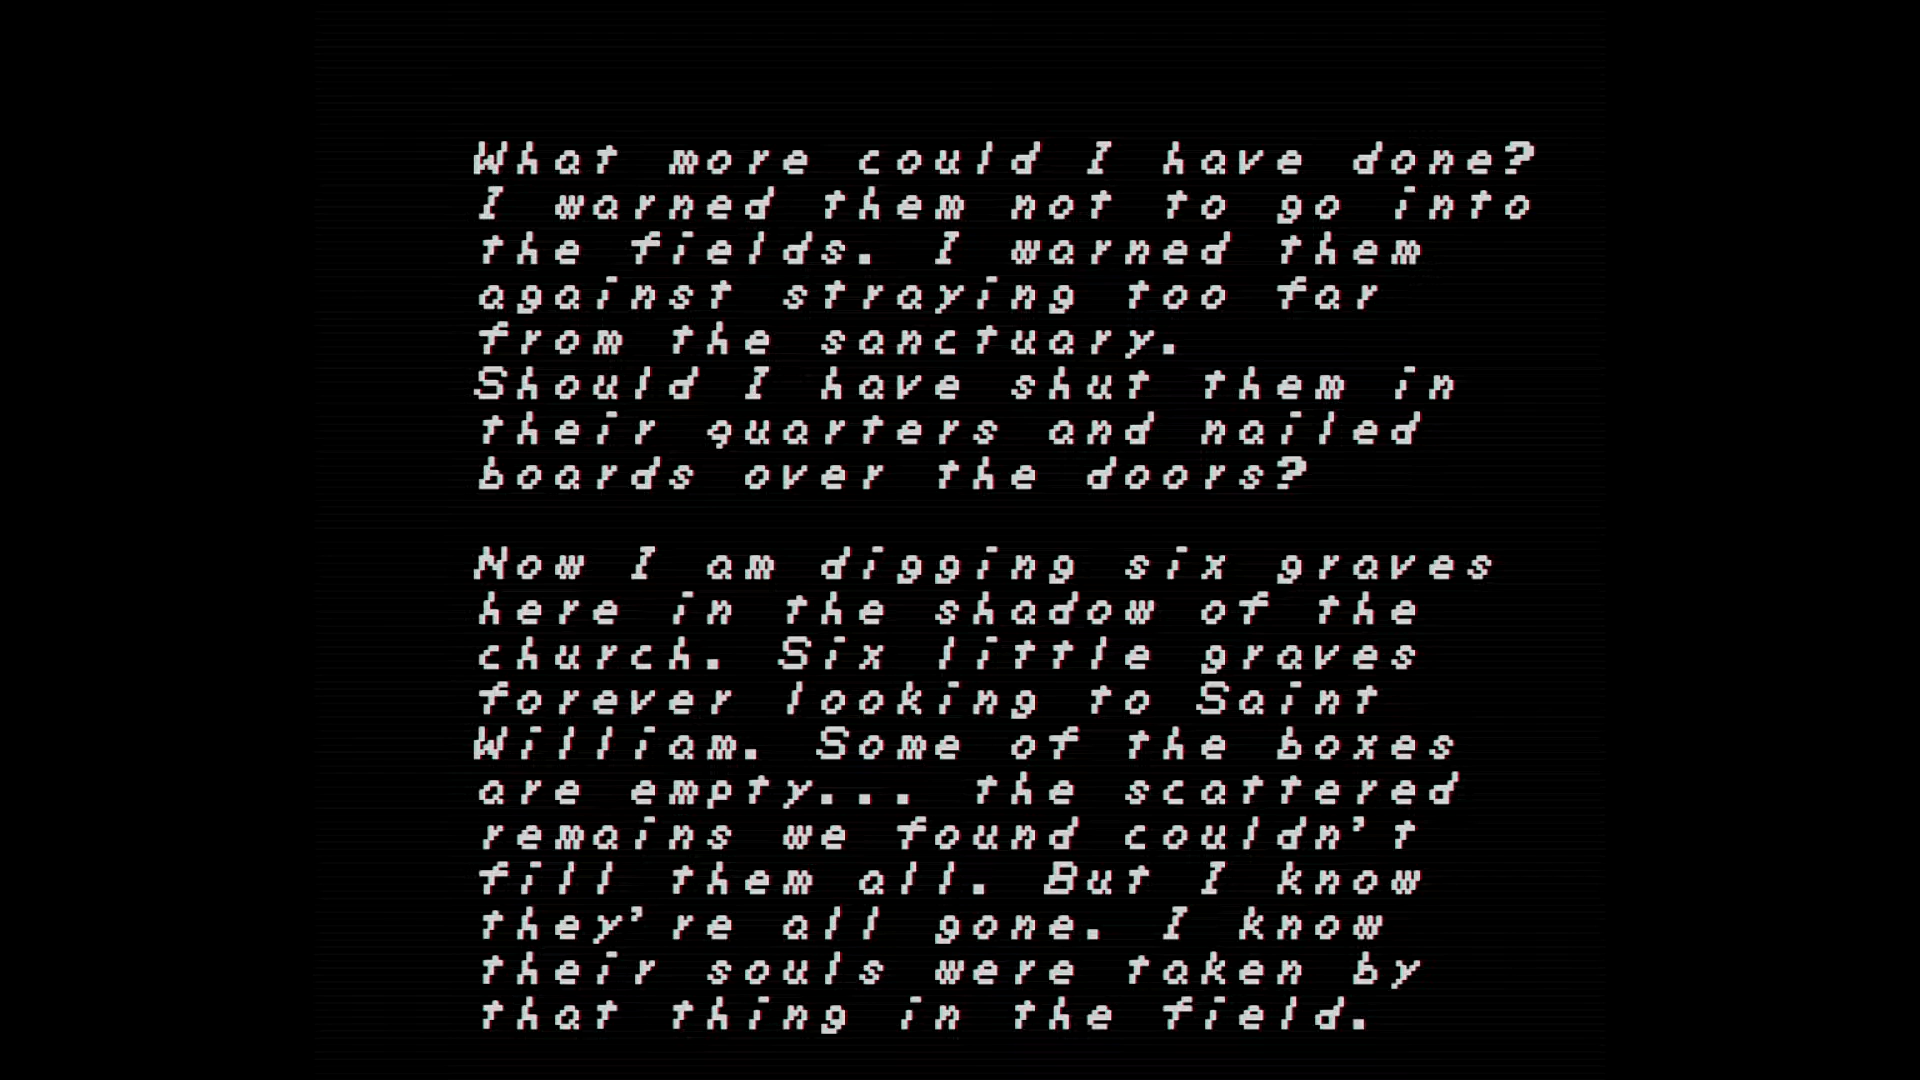 What more could I have done?
I warned them not to go into
the fields. I warned them
against straying too far
from the sanctuary.
Should I have shut them in
their quarters and nailed
boards over the doors?
Now I am digging six graves
here in the shadow of the
church. Six little graves
forever looking to Saint
William. Some of the boxes
are empty... the scattered
remains we found couldn't
fill them all. But I know
they're all gone. I know
their souls were taken by
that thing in the field.